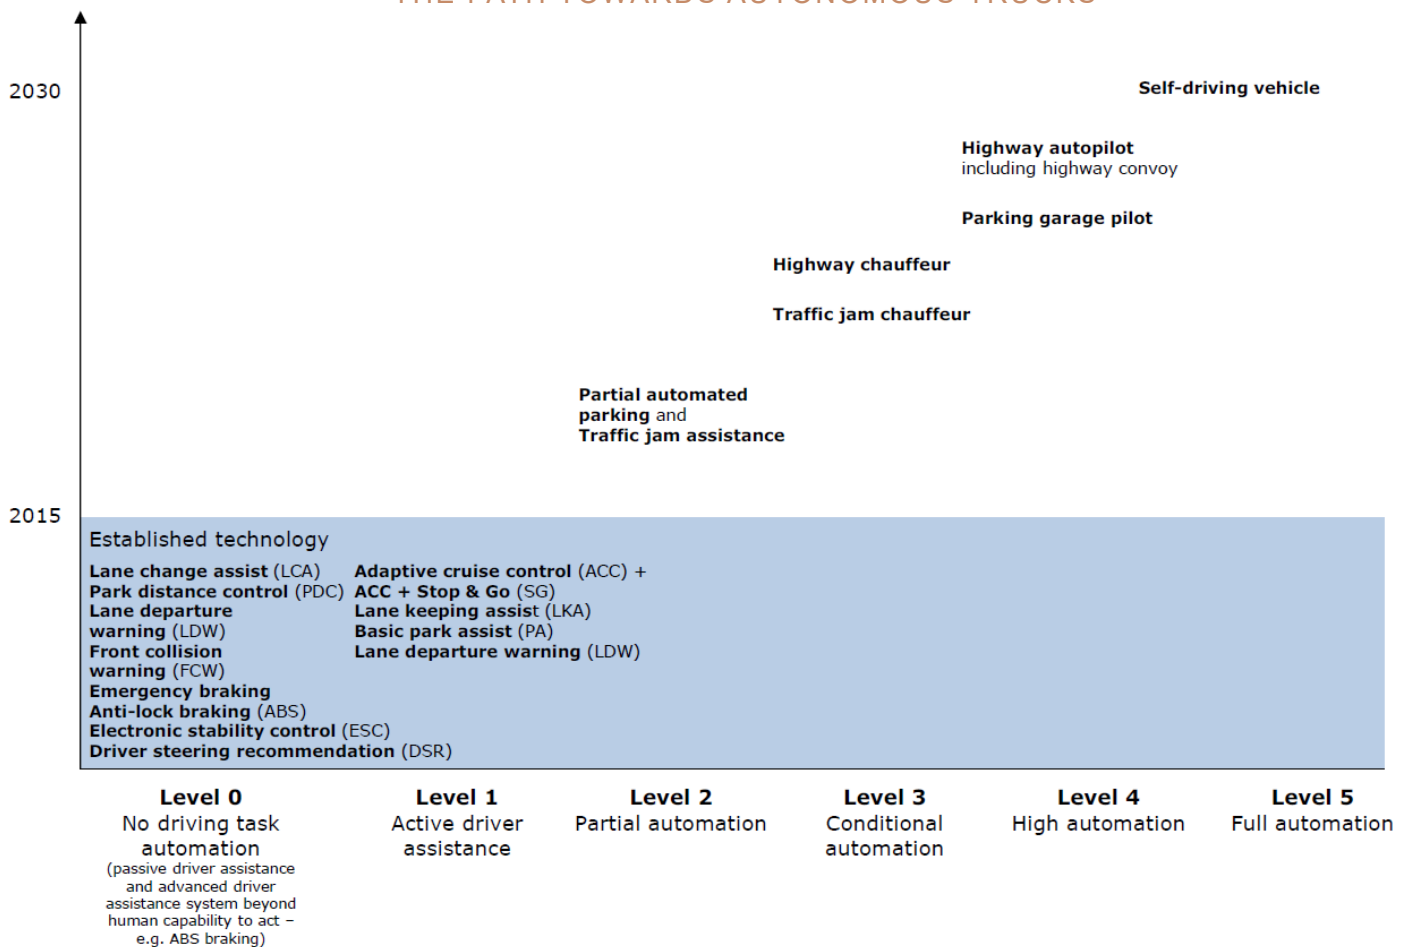 THE PATH TOWARDS AUTONOMOUS TRUCKS
2030
Self-driving vehicle
Highway autopilot
including highway convoy
Parking garage pilot
Highway chauffeur
Traffic jam chauffeur
Partial automated
parking and
Traffic jam assistance
2015
Established technology
Lane change assist (LCA)
Park distance control (PDC)
Lane departure
warning (LDW)
Front collision
warning (FCW)
Emergency braking
Anti-lock braking (ABS)
Electronic stability control (ESC)
Driver steering recommendation (DSR)
Adaptive cruise control (ACC) +
ACC + Stop & Go (SG)
Lane keeping assist (LKA)
Basic park assist (PA)
Lane departure warning (LDW)
Level 0
No driving task
automation
(passive driver assistance
and advanced driver
assistance system beyond
human capability to act –
e.g. ABS braking)
Level 1
Active driver
assistance
Level 2
Partial automation
Level 3
Conditional
automation
Level 4
High automation
Level 5
Full automation